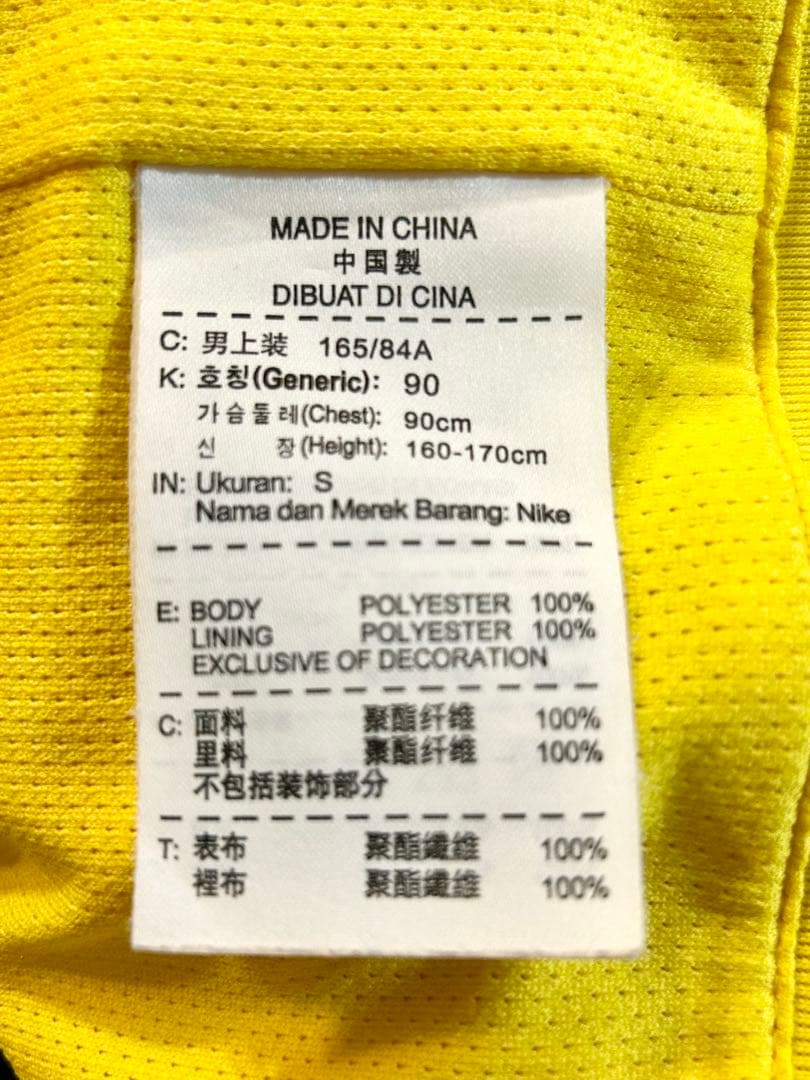 MADE IN CHINA
中国製
DIBUAT DI CINA
C: 男上装 165/84A
K: 호칭(Generic): 90
가슴둘레(Chest): 90cm
신 장(Height): 160-170cm
IN: Ukuran: S
Nama dan Merek Barang: Nike
E: BODY POLYESTER 100%
LINING POLYESTER 100%
EXCLUSIVE OF DECORATION
C: 面料 聚酯纤维 100%
里料 聚酯纤维 100%
不包括装饰部分
T: 表布 聚酯纖維 100%
裡布 聚酯纖維 100%